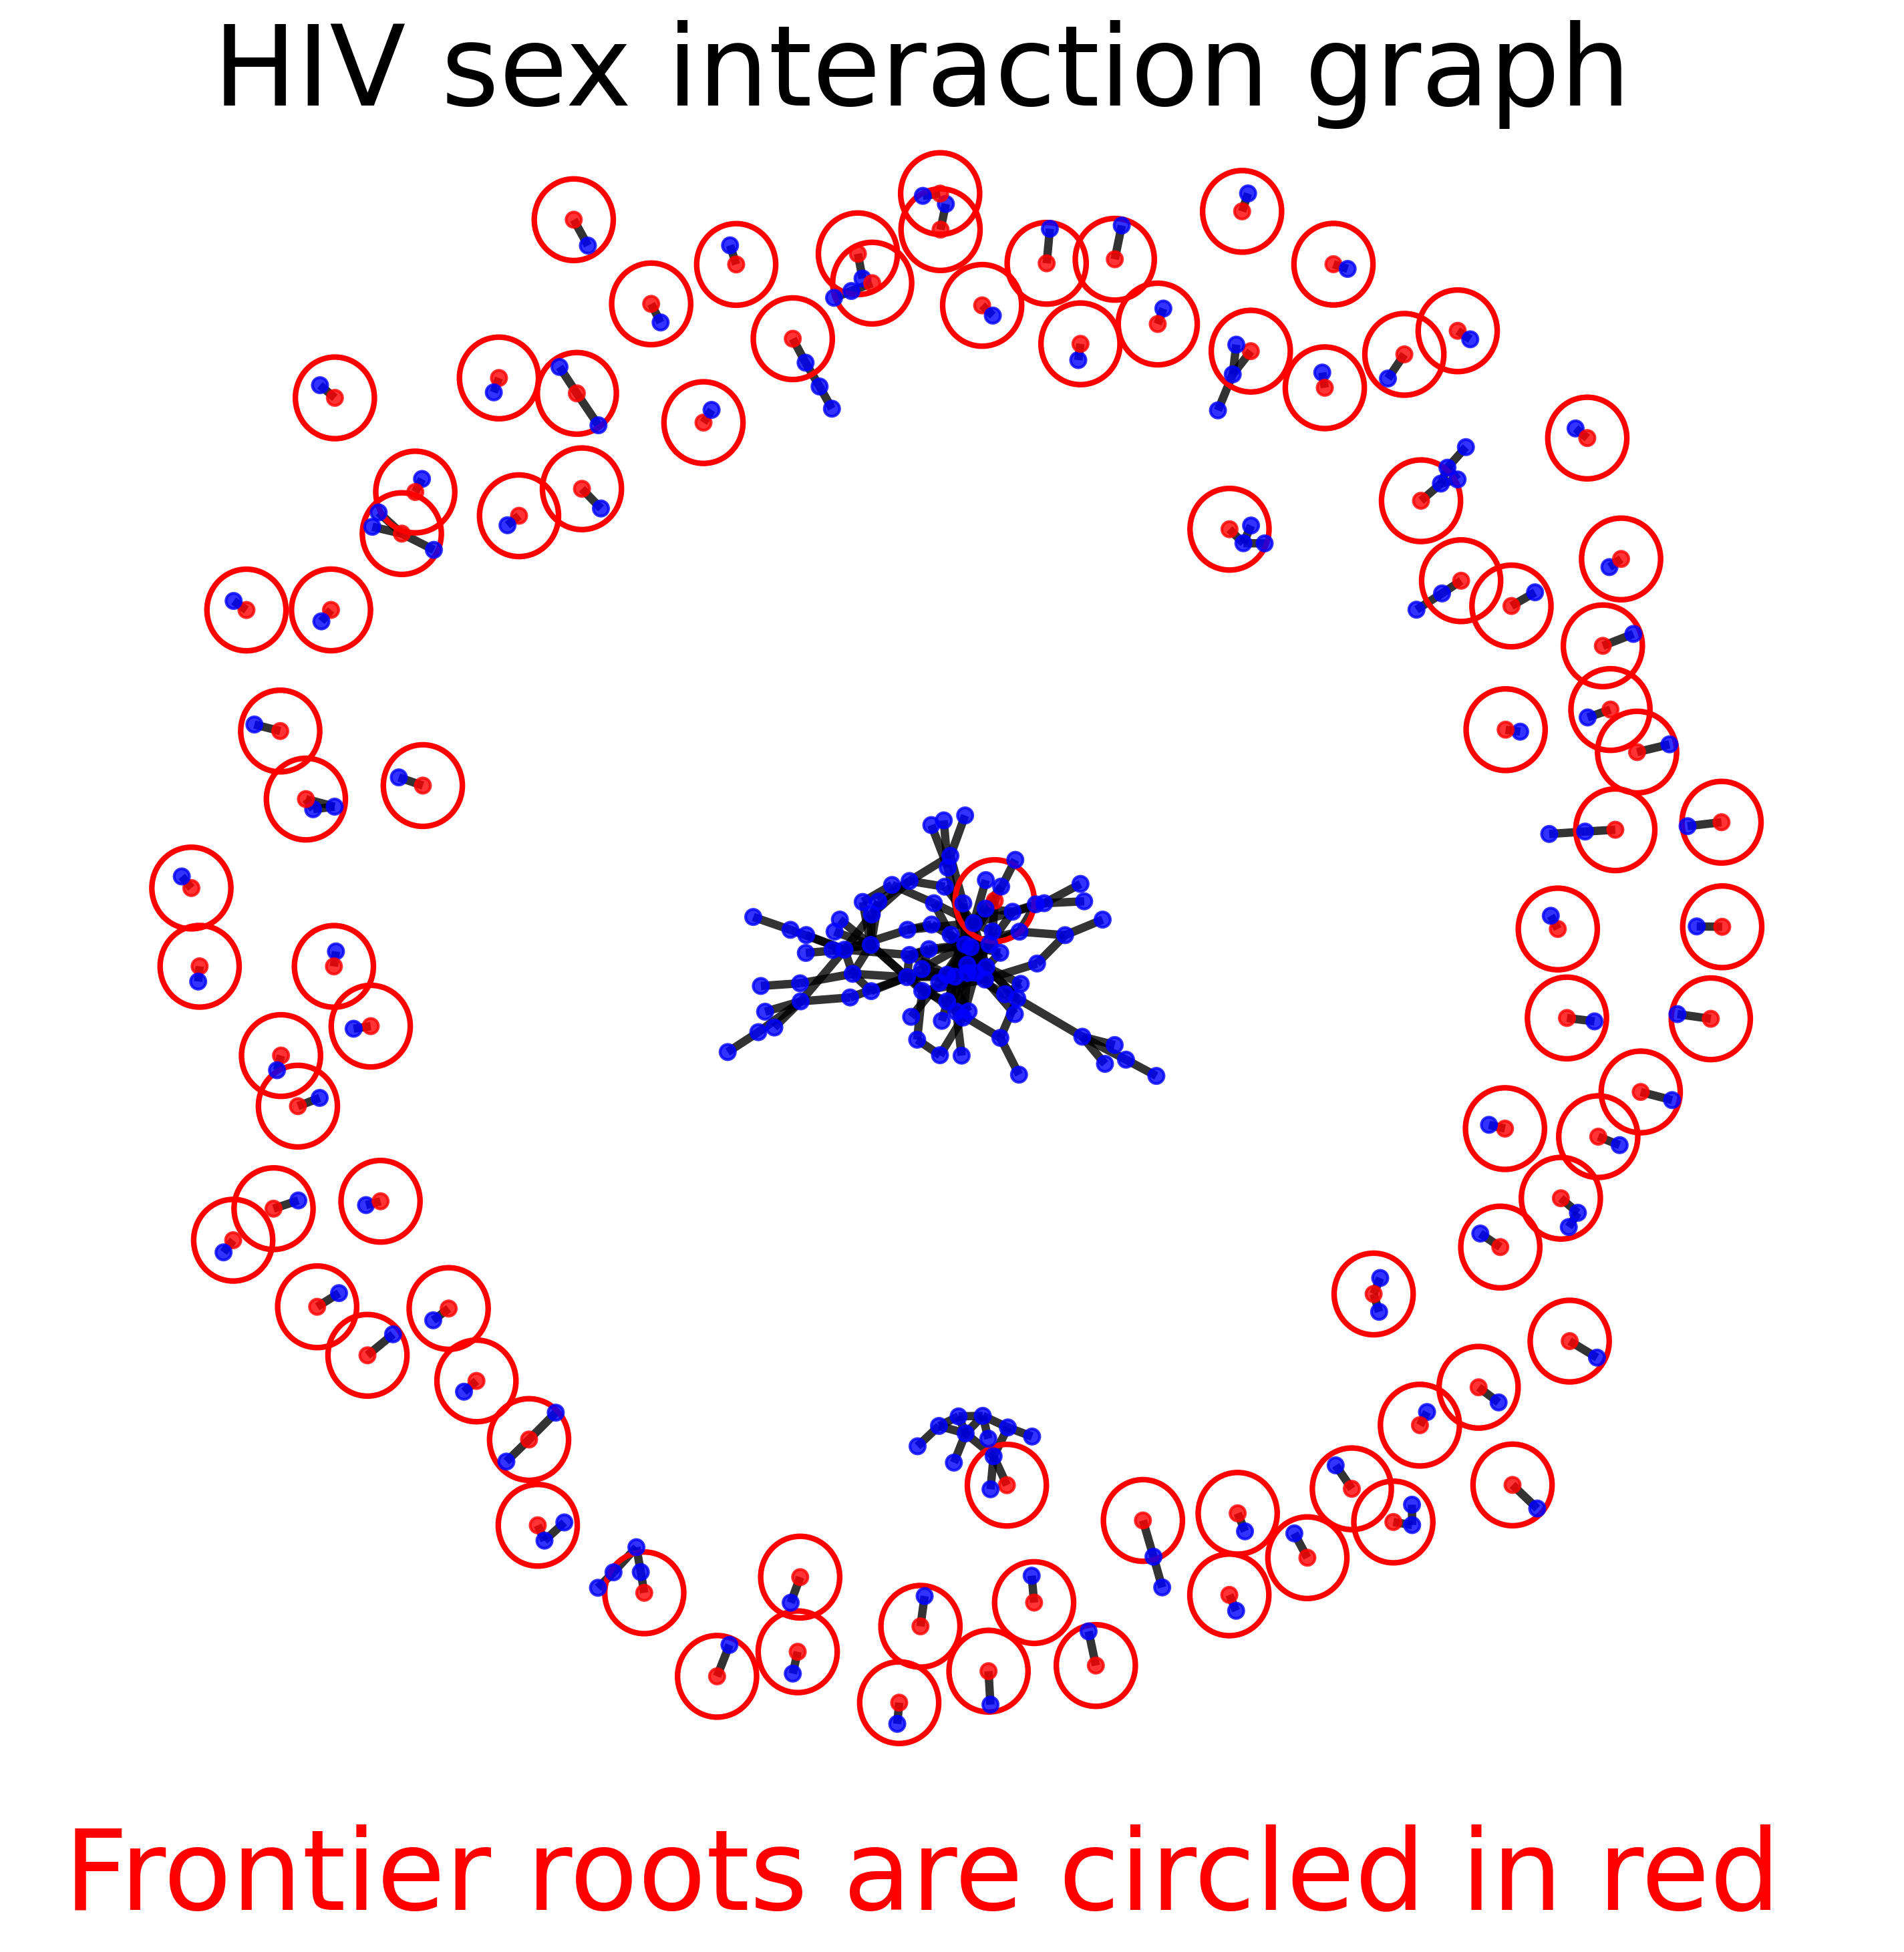 HIV sex interaction graph
Frontier roots are circled in red